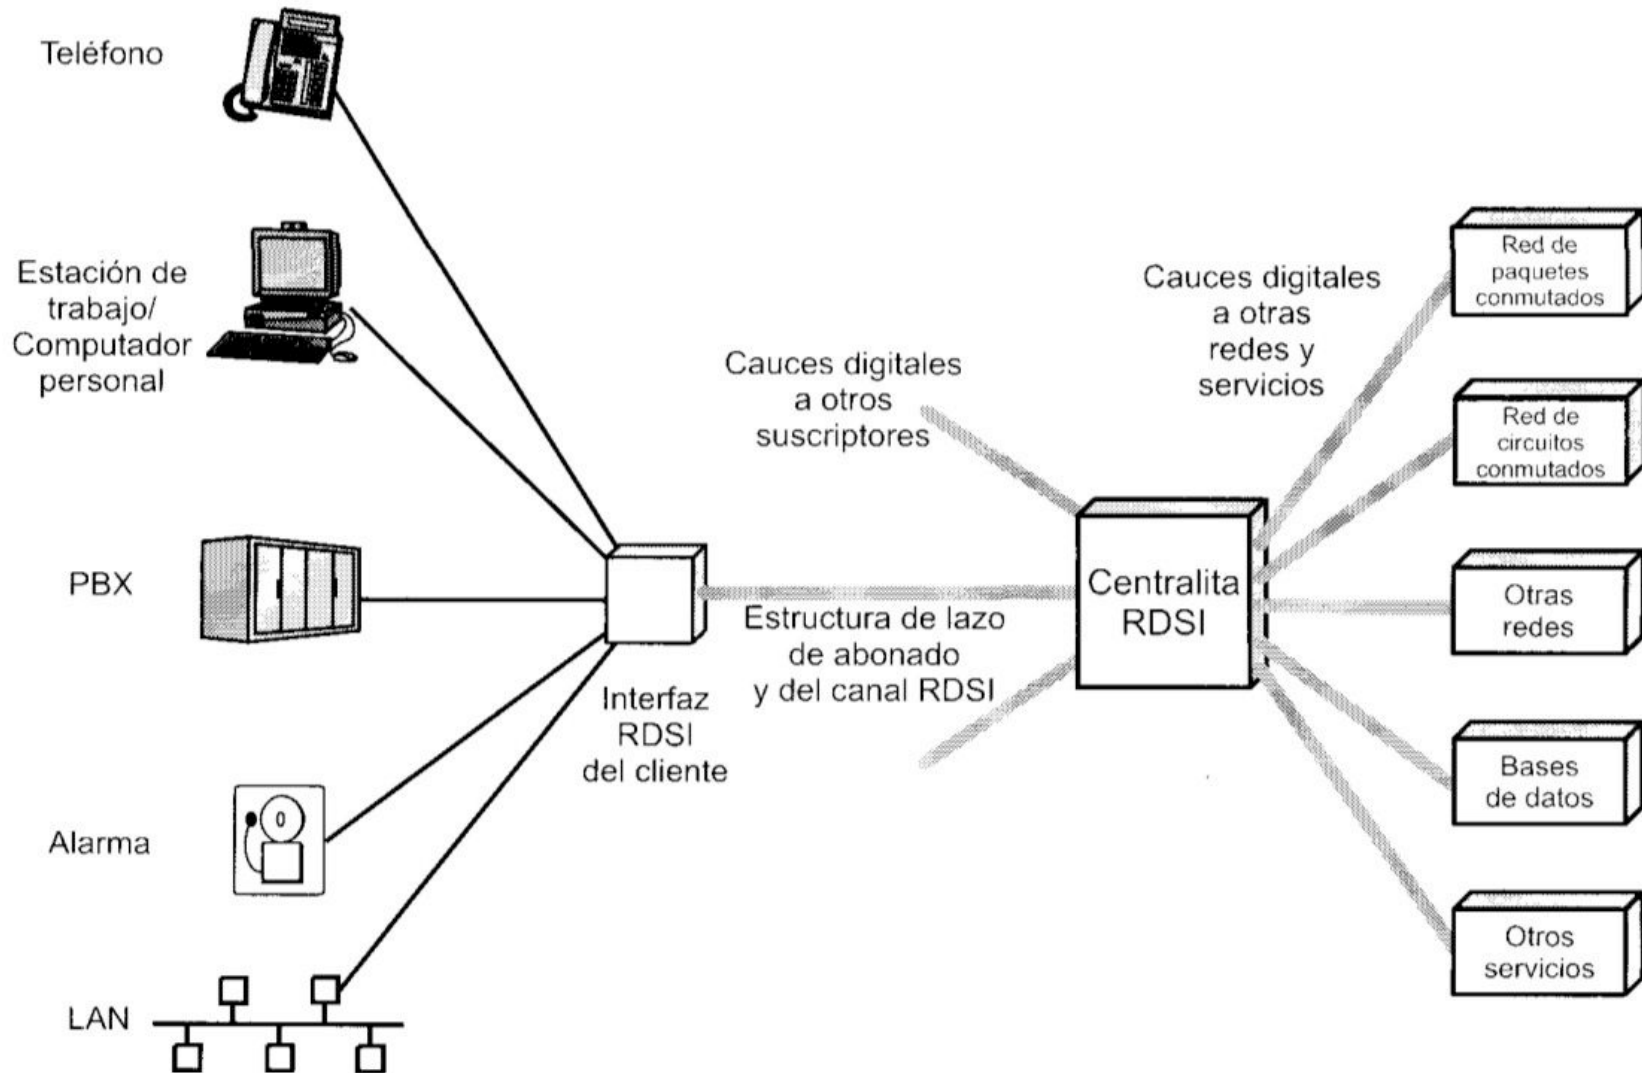 Teléfono
Estación de
trabajo/
Computador
personal
PBX
Alarma
LAN
Interfaz
RDSI
del cliente
Cauces digitales
a otros
suscriptores
Estructura de lazo
de abonado
y del canal RDSI
Centralita
RDSI
Cauces digitales
a otras
redes y
servicios
Red de
paquetes
conmutados
Red de
circuitos
conmutados
Otras
redes
Bases
de datos
Otros
servicios